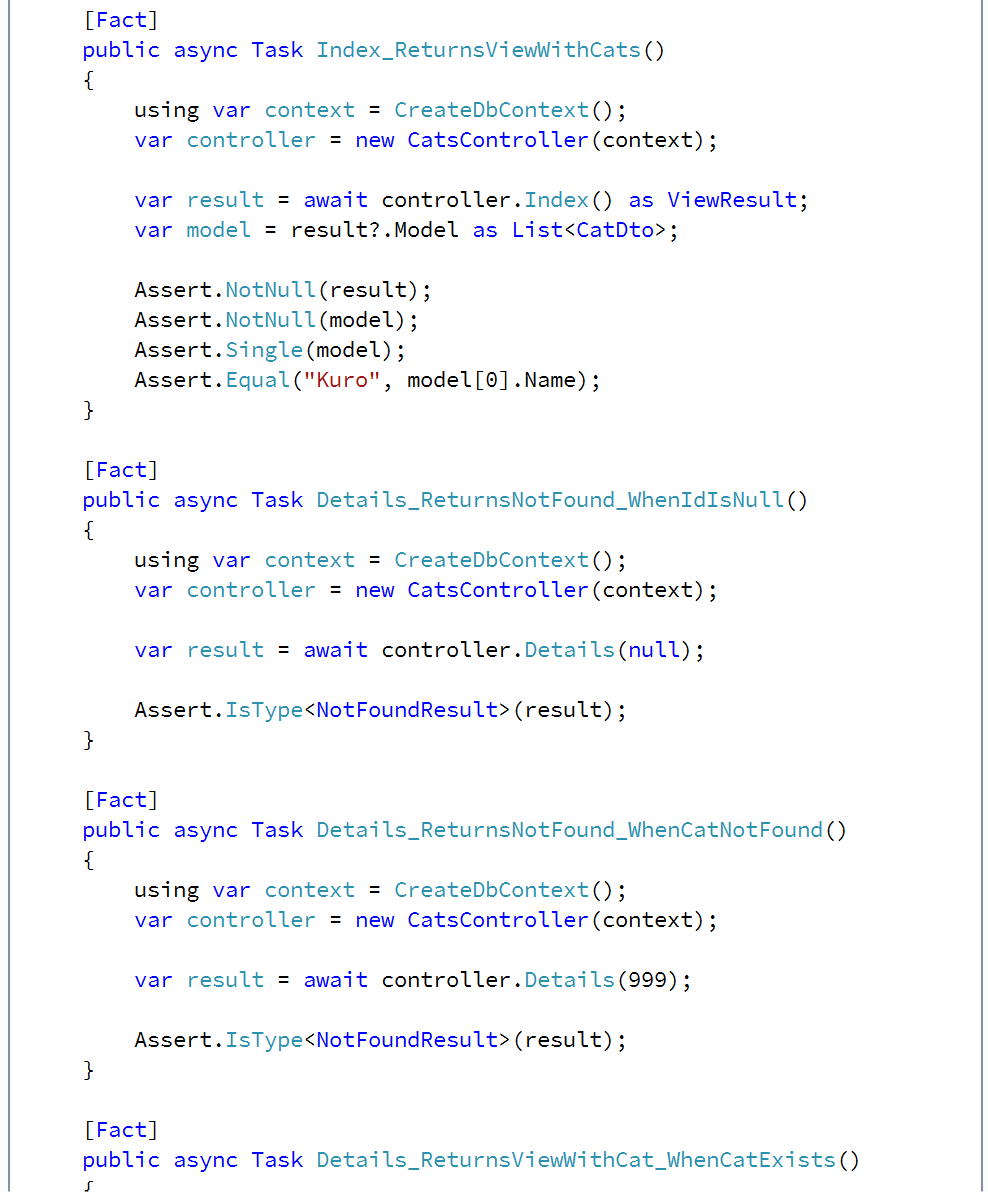 [Fact]
public async Task Index_ReturnsViewWithCats()
{
    using var context = CreateDbContext();
    var controller = new CatsController(context);

    var result = await controller.Index() as ViewResult;
    var model = result?.Model as List<CatDto>;

    Assert.NotNull(result);
    Assert.NotNull(model);
    Assert.Single(model);
    Assert.Equal("Kuro", model[0].Name);
}

[Fact]
public async Task Details_ReturnsNotFound_WhenIdIsNull()
{
    using var context = CreateDbContext();
    var controller = new CatsController(context);

    var result = await controller.Details(null);

    Assert.IsType<NotFoundResult>(result);
}

[Fact]
public async Task Details_ReturnsNotFound_WhenCatNotFound()
{
    using var context = CreateDbContext();
    var controller = new CatsController(context);

    var result = await controller.Details(999);

    Assert.IsType<NotFoundResult>(result);
}

[Fact]
public async Task Details_ReturnsViewWithCat_WhenCatExists()
{